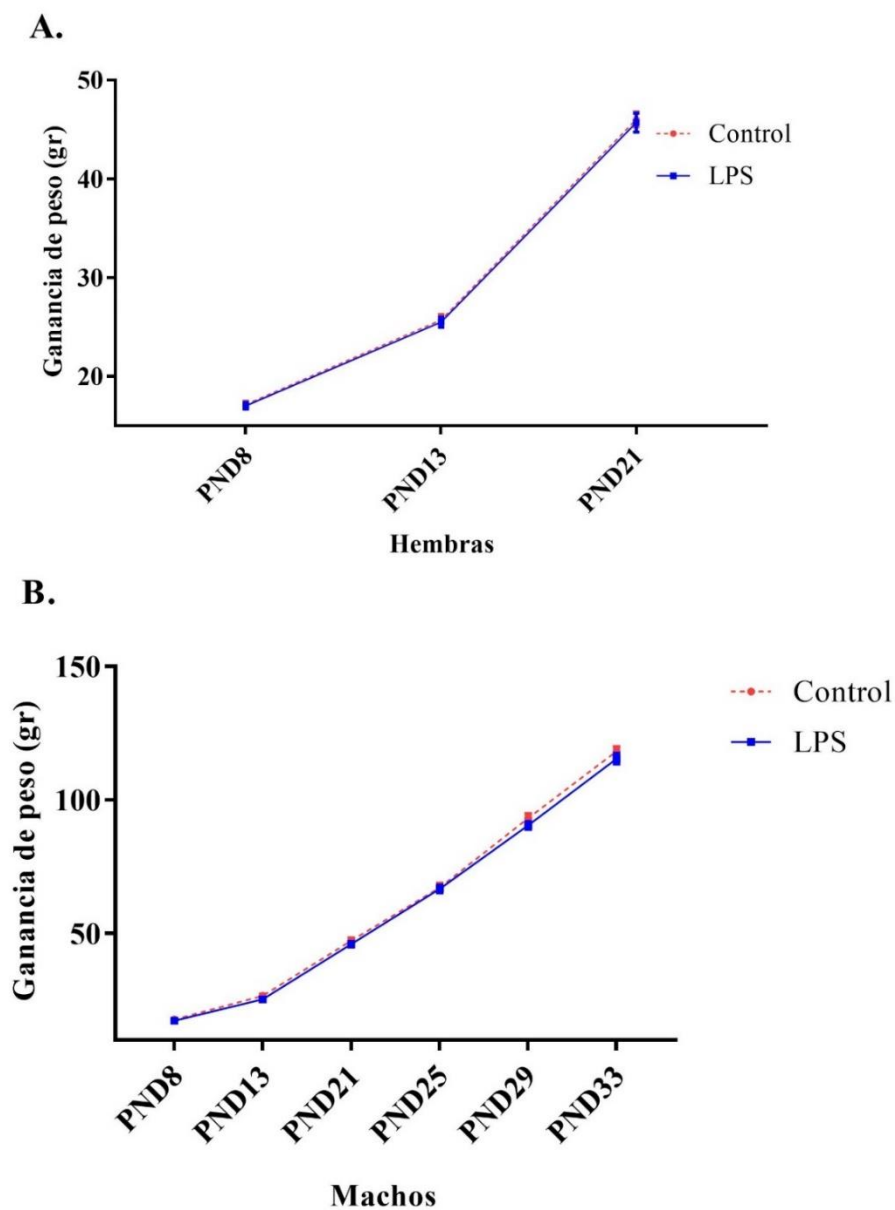 A.
Ganancia de peso (gr)
50
40
30
20
Control
LPS
PND8
PND13
PND21
Hembras
B.
Ganancia de peso (gr)
150
100
50
Control
LPS
PND8
PND13
PND21
PND25
PND29
PND33
Machos